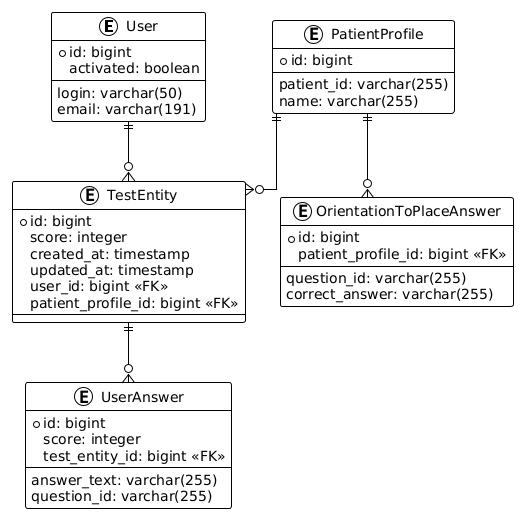 E User
id: bigint
activated: boolean
login: varchar(50)
email: varchar(191)
E PatientProfile
id: bigint
patient_id: varchar(255)
name: varchar(255)
E TestEntity
id: bigint
score: integer
created_at: timestamp
updated_at: timestamp
user_id: bigint «FK»
patient_profile_id: bigint «FK»
E OrientationToPlaceAnswer
id: bigint
patient_profile_id: bigint «FK»
question_id: varchar(255)
correct_answer: varchar(255)
E UserAnswer
id: bigint
score: integer
test_entity_id: bigint «FK»
answer_text: varchar(255)
question_id: varchar(255)